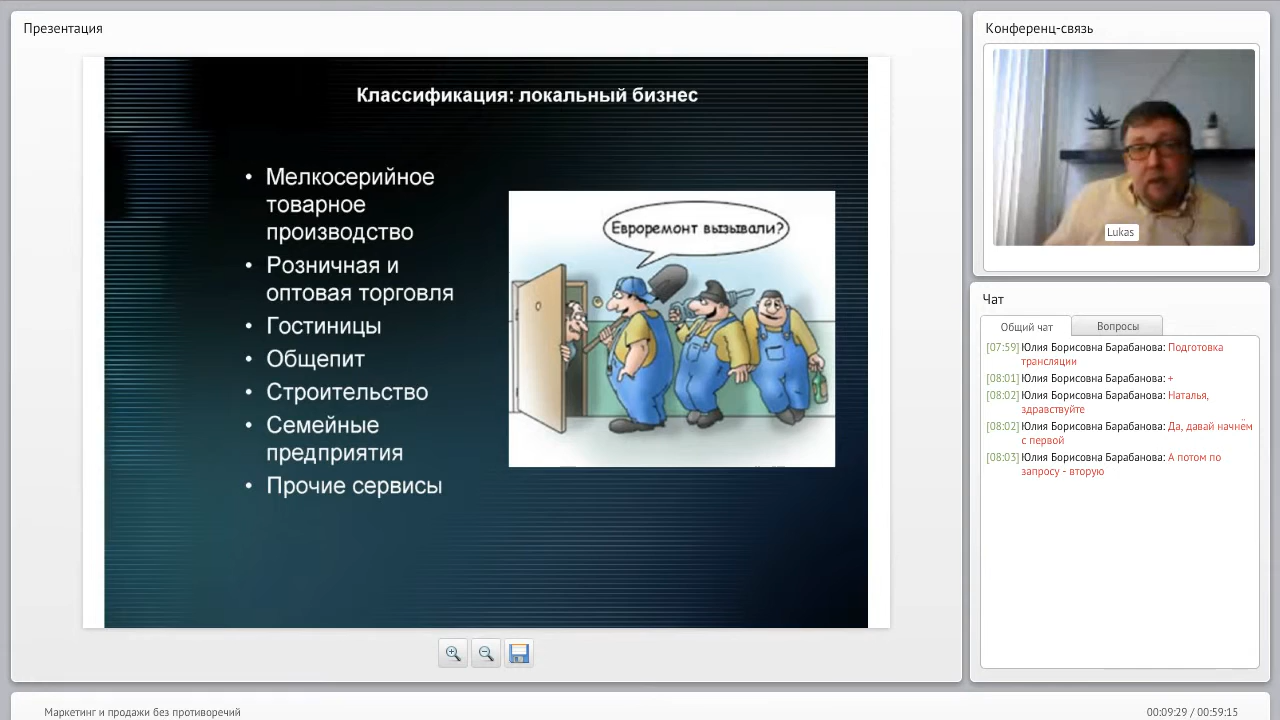 Презентация
Классификация: локальный бизнес
• Мелкосерийное
товарное
производство
• Розничная и
оптовая торговля
• Гостиницы
• Общепит
• Строительство
• Семейные
предприятия
• Прочие сервисы
Евроремонт вызывали?
Конференц-связь
Lukas
Чат
Общий чат
Вопросы
[07:59] Юлия Борисовна Барабанова: Подготовка
трансляции
[08:01] Юлия Борисовна Барабанова: +
[08:02] Юлия Борисовна Барабанова: Наталья,
здравствуйте
[08:02] Юлия Борисовна Барабанова: Да, давай начнём
с первой
[08:03] Юлия Борисовна Барабанова: А потом по
запросу - вторую
Маркетинг и продажи без противоречий
00:09:29 / 00:59:15